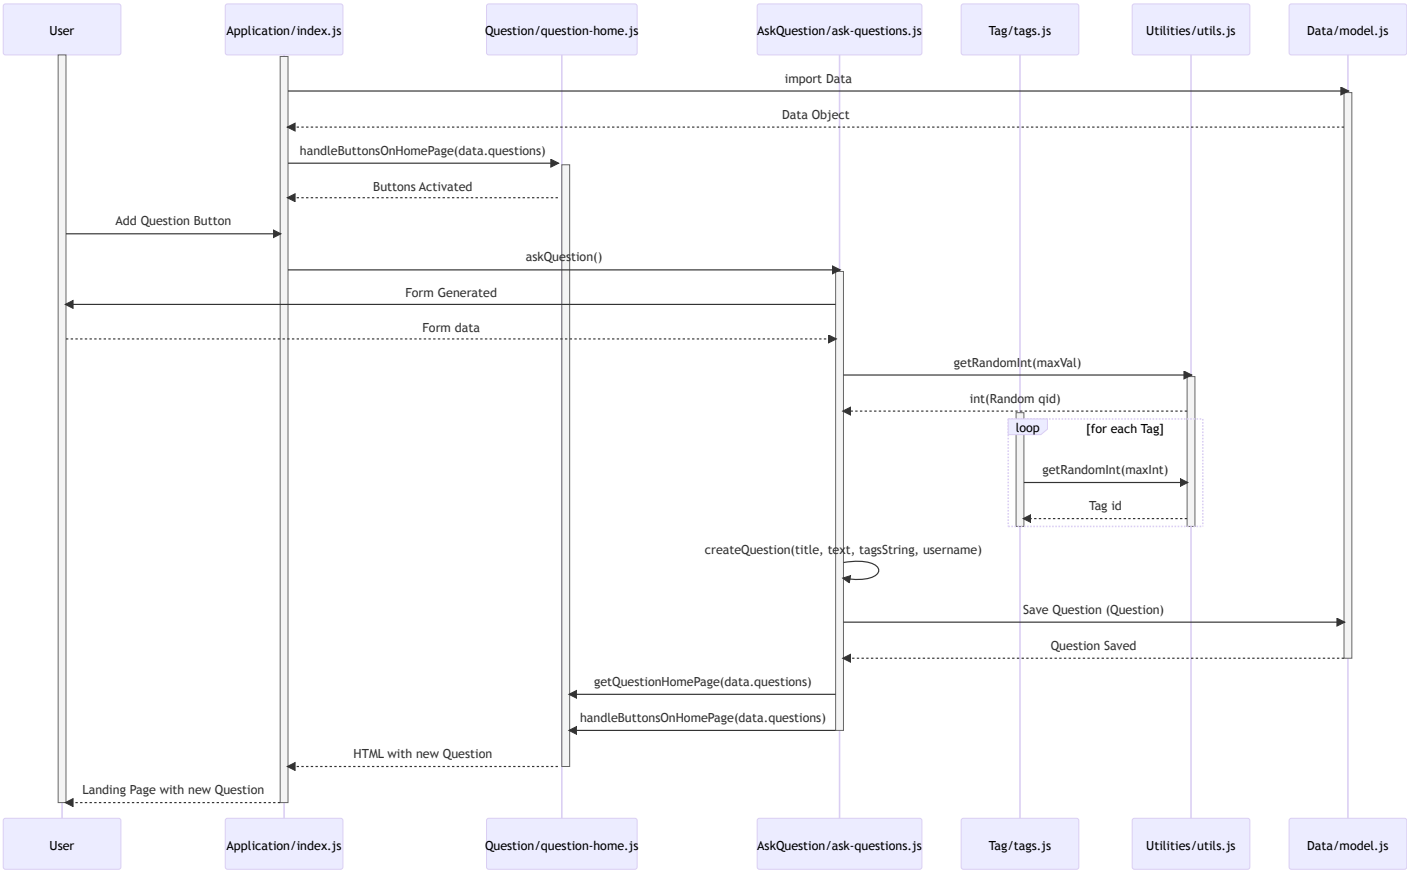 User
Application/index.js
Question/question-home.js
AskQuestion/ask-questions.js
Tag/tags.js
Utilities/utils.js
Data/model.js
import Data
Data Object
handleButtonsOnHomePage(data.questions)
Buttons Activated
Add Question Button
askQuestion()
Form Generated
Form data
getRandomInt(maxVal)
int(Random qid)
loop
[for each Tag]
getRandomInt(maxInt)
Tag id
createQuestion(title, text, tagsString, username)
Save Question (Question)
Question Saved
getQuestionHomePage(data.questions)
handleButtonsOnHomePage(data.questions)
HTML with new Question
Landing Page with new Question
User
Application/index.js
Question/question-home.js
AskQuestion/ask-questions.js
Tag/tags.js
Utilities/utils.js
Data/model.js